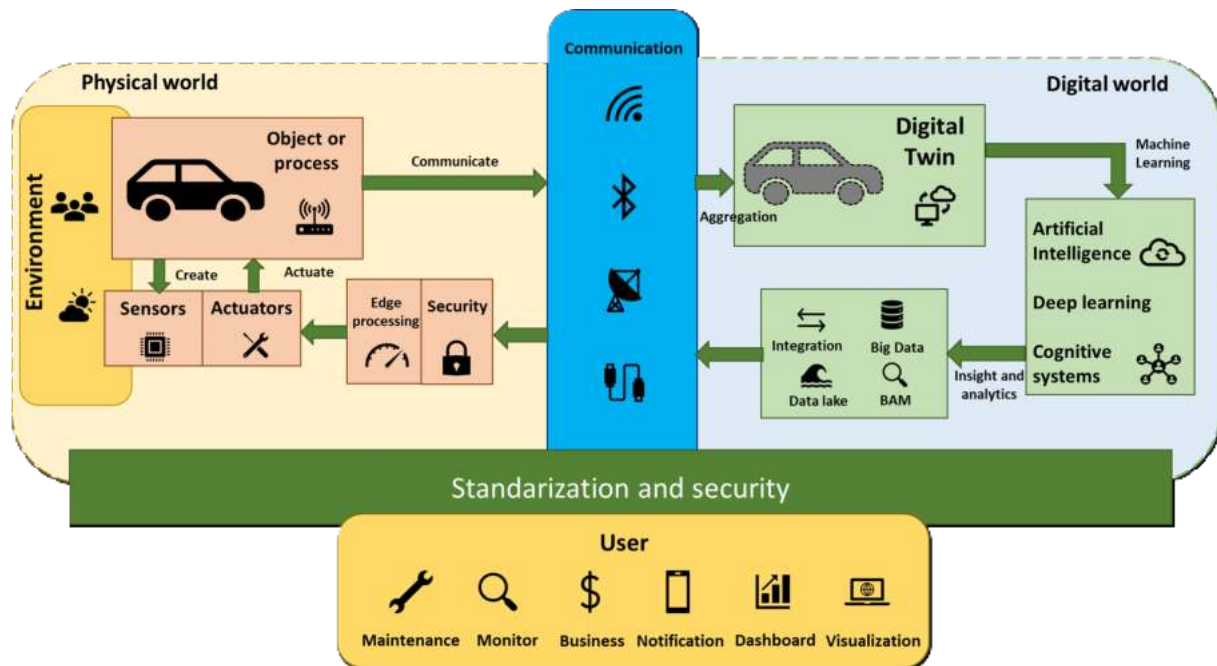 Communication
Physical world
Digital world
Environment
Object or
process
Communicate
Create
Actuate
Sensors
Actuators
Edge
processing
Security
Aggregation
Digital
Twin
Machine
Learning
Artificial
Intelligence
Deep learning
Cognitive
systems
Insight and
analytics
Integration
Big Data
Data lake
BAM
Standarization and security
User
$
Maintenance
Monitor
Business
Notification
Dashboard
Visualization